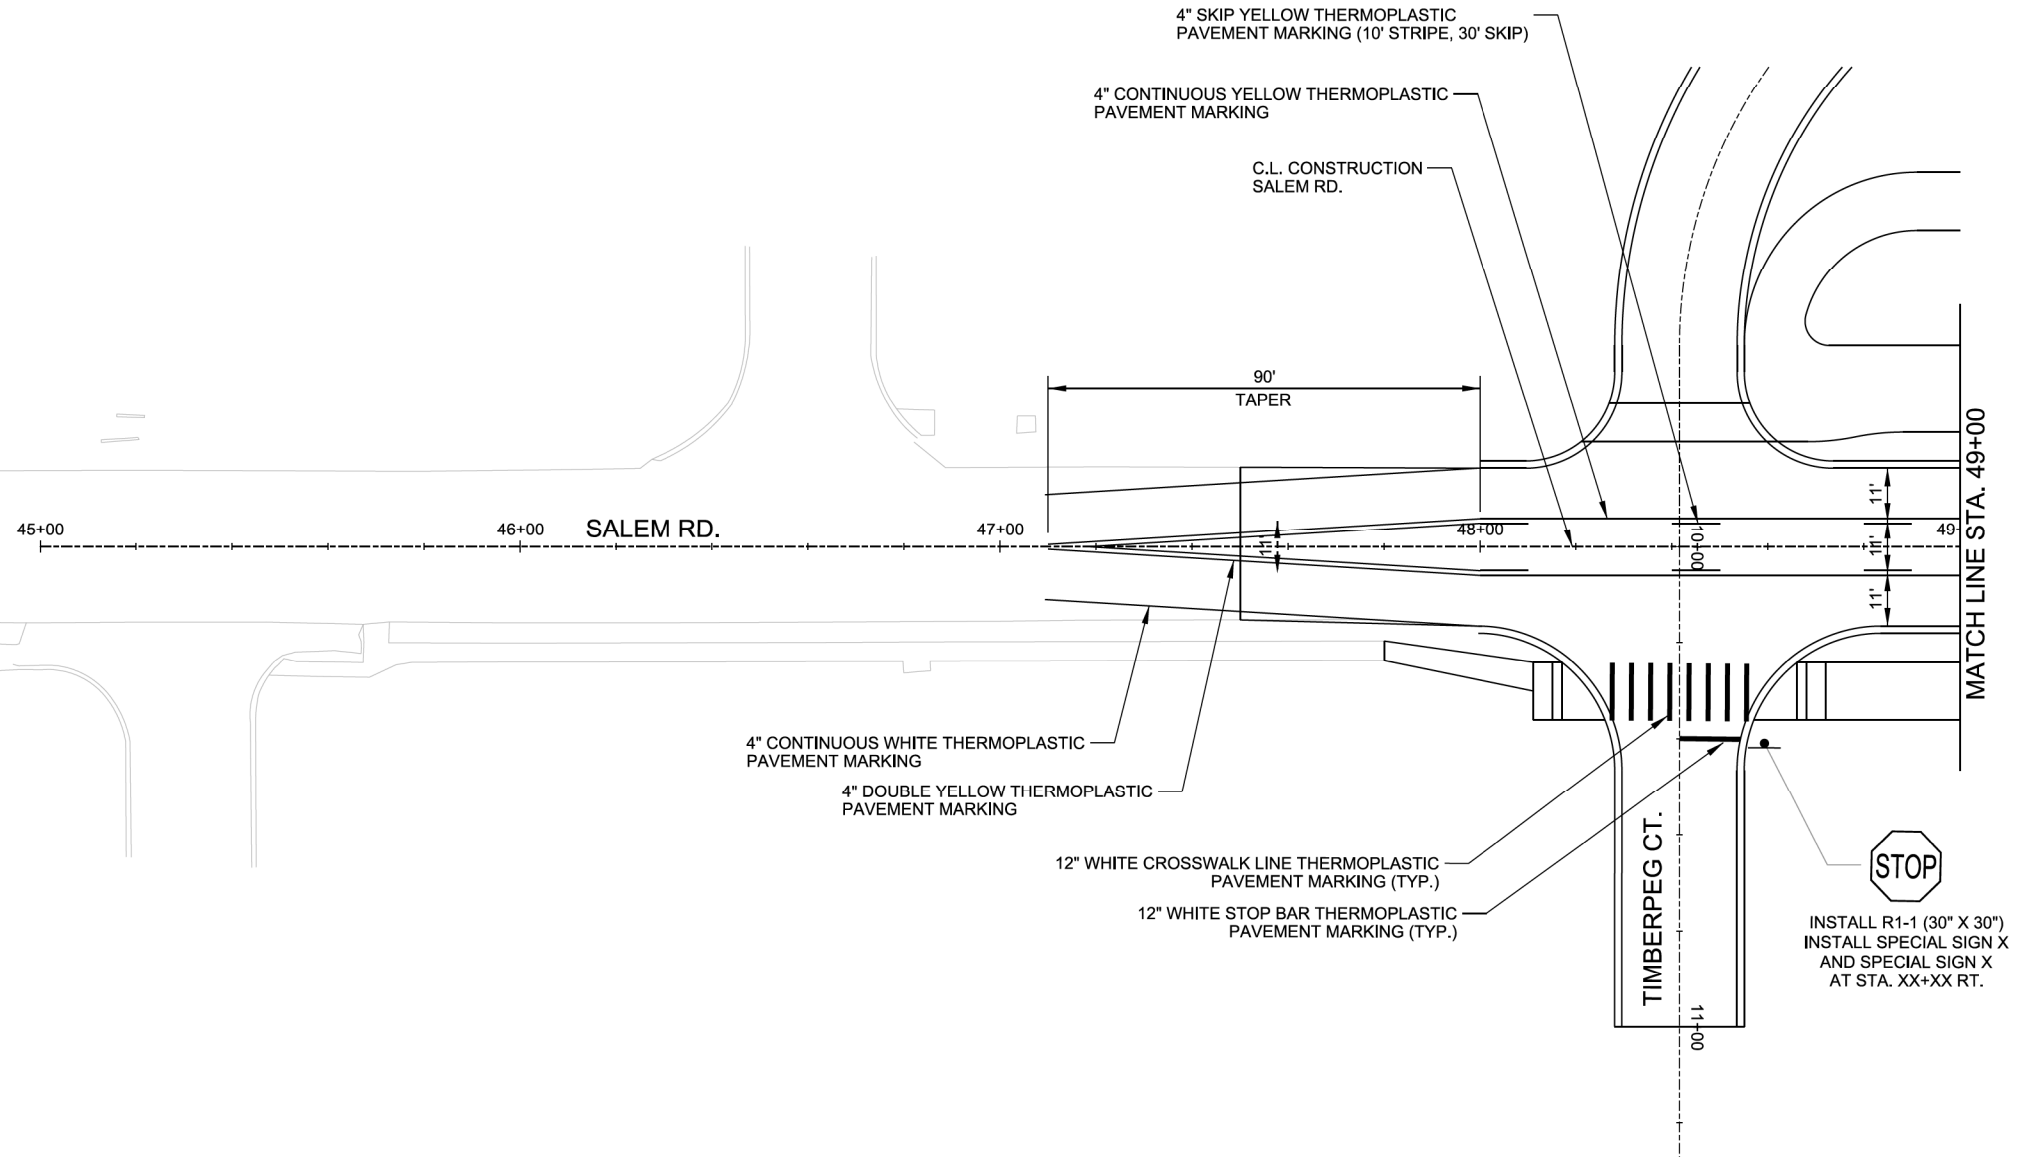 4" SKIP YELLOW THERMOPLASTIC
PAVEMENT MARKING (10' STRIPE, 30' SKIP)
4" CONTINUOUS YELLOW THERMOPLASTIC
PAVEMENT MARKING
C.L. CONSTRUCTION
SALEM RD.
90'
TAPER
45+00
46+00
SALEM RD.
47+00
48+00
49
11'
11'
11'
11'
10+00
MATCH LINE STA. 49+00
4" CONTINUOUS WHITE THERMOPLASTIC
PAVEMENT MARKING
4" DOUBLE YELLOW THERMOPLASTIC
PAVEMENT MARKING
12" WHITE CROSSWALK LINE THERMOPLASTIC
PAVEMENT MARKING (TYP.)
12" WHITE STOP BAR THERMOPLASTIC
PAVEMENT MARKING (TYP.)
TIMBERPEG CT.
11+00
STOP
INSTALL R1-1 (30" X 30")
INSTALL SPECIAL SIGN X
AND SPECIAL SIGN X
AT STA. XX+XX RT.